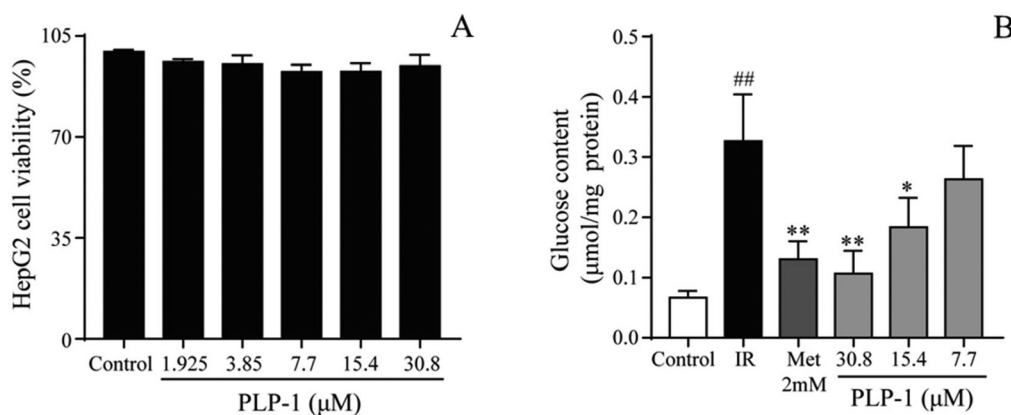 A
HepG2 cell viability (%)
105
70
35
0
Control 1.925 3.85 7.7 15.4 30.8
PLP-1 (μM)
B
Glucose content
(μmol/mg protein)
0.5
0.4
0.3
0.2
0.1
0.0
##
**
**
*
Control IR Met 30.8 15.4 7.7
2mM
PLP-1 (μM)